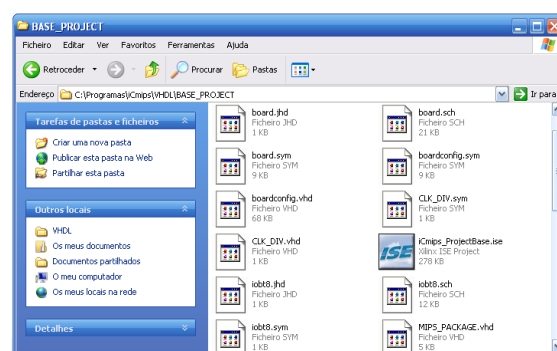 BASE_PROJECT
Ficheiro Editar Ver Favoritos Ferramentas Ajuda
Retroceder Procurar Pastas
Endereço C:\Programas\iCmips\VHDL\BASE_PROJECT Ir para
Tarefas de pastas e ficheiros
Criar uma nova pasta
Publicar esta pasta na Web
Partilhar esta pasta
Outros locais
VHDL
Os meus documentos
Documentos partilhados
O meu computador
Os meus locais na rede
Detalhes
board.jhd
Ficheiro JHD
1 KB
board.sch
Ficheiro SCH
21 KB
board.sym
Ficheiro SYM
9 KB
boardconfig.sym
Ficheiro SYM
9 KB
boardconfig.vhd
Ficheiro VHD
68 KB
CLK_DIV.sym
Ficheiro SYM
1 KB
CLK_DIV.vhd
Ficheiro VHD
1 KB
ISE
iCmips_ProjectBase.ise
Xilinx ISE Project
278 KB
iobt8.jhd
Ficheiro JHD
1 KB
iobt8.sch
Ficheiro SCH
12 KB
iobt8.sym
Ficheiro SYM
1 KB
MIPS_PACKAGE.vhd
Ficheiro VHD
5 KB